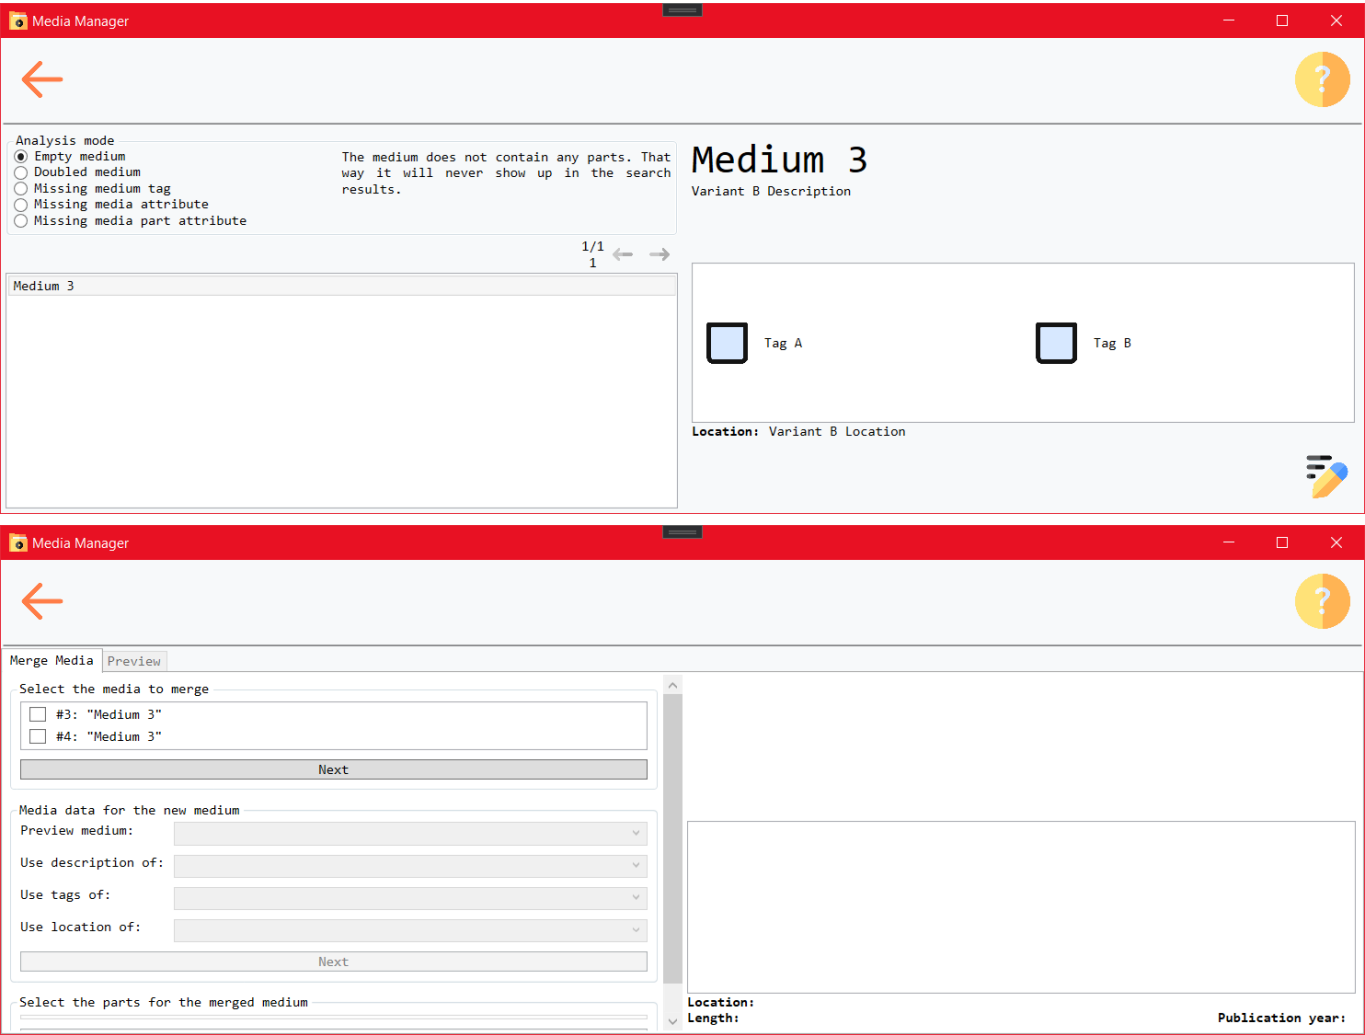 Media Manager
?
Analysis mode
Empty medium
Doubled medium
Missing medium tag
Missing media attribute
Missing media part attribute
The medium does not contain any parts. That
way it will never show up in the search
results.
1/1
1
Medium 3
Medium 3
Variant B Description
Tag A
Tag B
Location: Variant B Location
Media Manager
?
Merge Media
Preview
Select the media to merge
#3: "Medium 3"
#4: "Medium 3"
Next
Media data for the new medium
Preview medium:
Use description of:
Use tags of:
Use location of:
Next
Select the parts for the merged medium
Location:
Length:
Publication year: